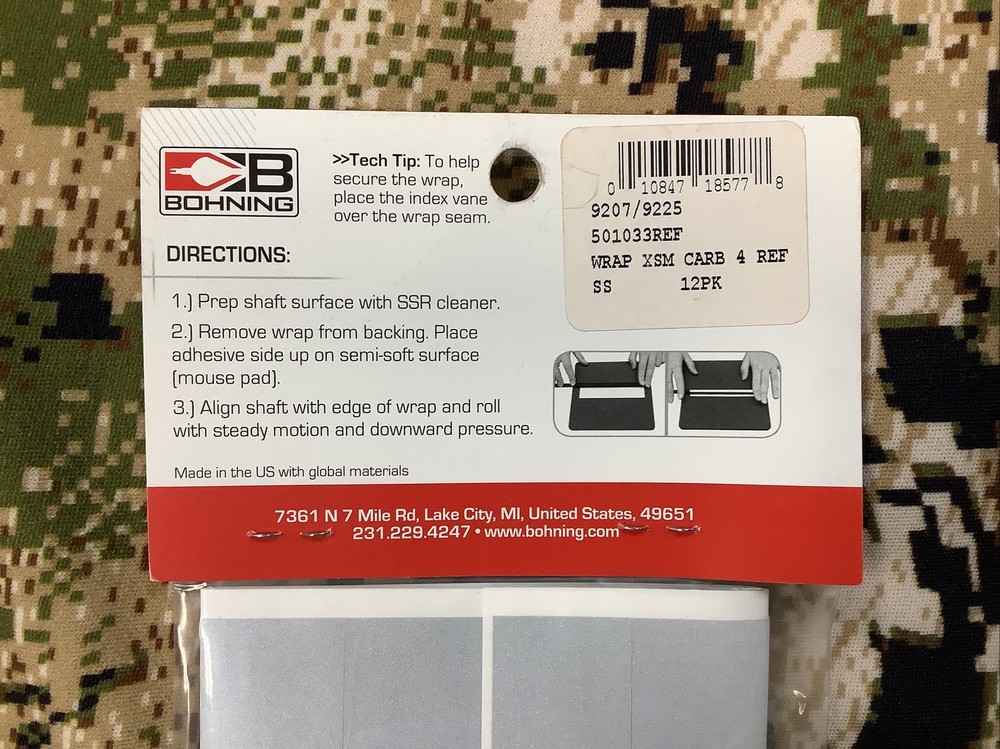 B
BOHNING
>>Tech Tip: To help
secure the wrap,
place the index vane
over the wrap seam.
0 10847 18577 8
9207/9225
501033REF
WRAP XSM CARB 4 REF
SS 12PK
DIRECTIONS:
1.) Prep shaft surface with SSR cleaner.
2.) Remove wrap from backing. Place
adhesive side up on semi-soft surface
(mouse pad).
3.) Align shaft with edge of wrap and roll
with steady motion and downward pressure.
Made in the US with global materials
7361 N 7 Mile Rd, Lake City, MI, United States, 49651
231.229.4247 • www.bohning.com